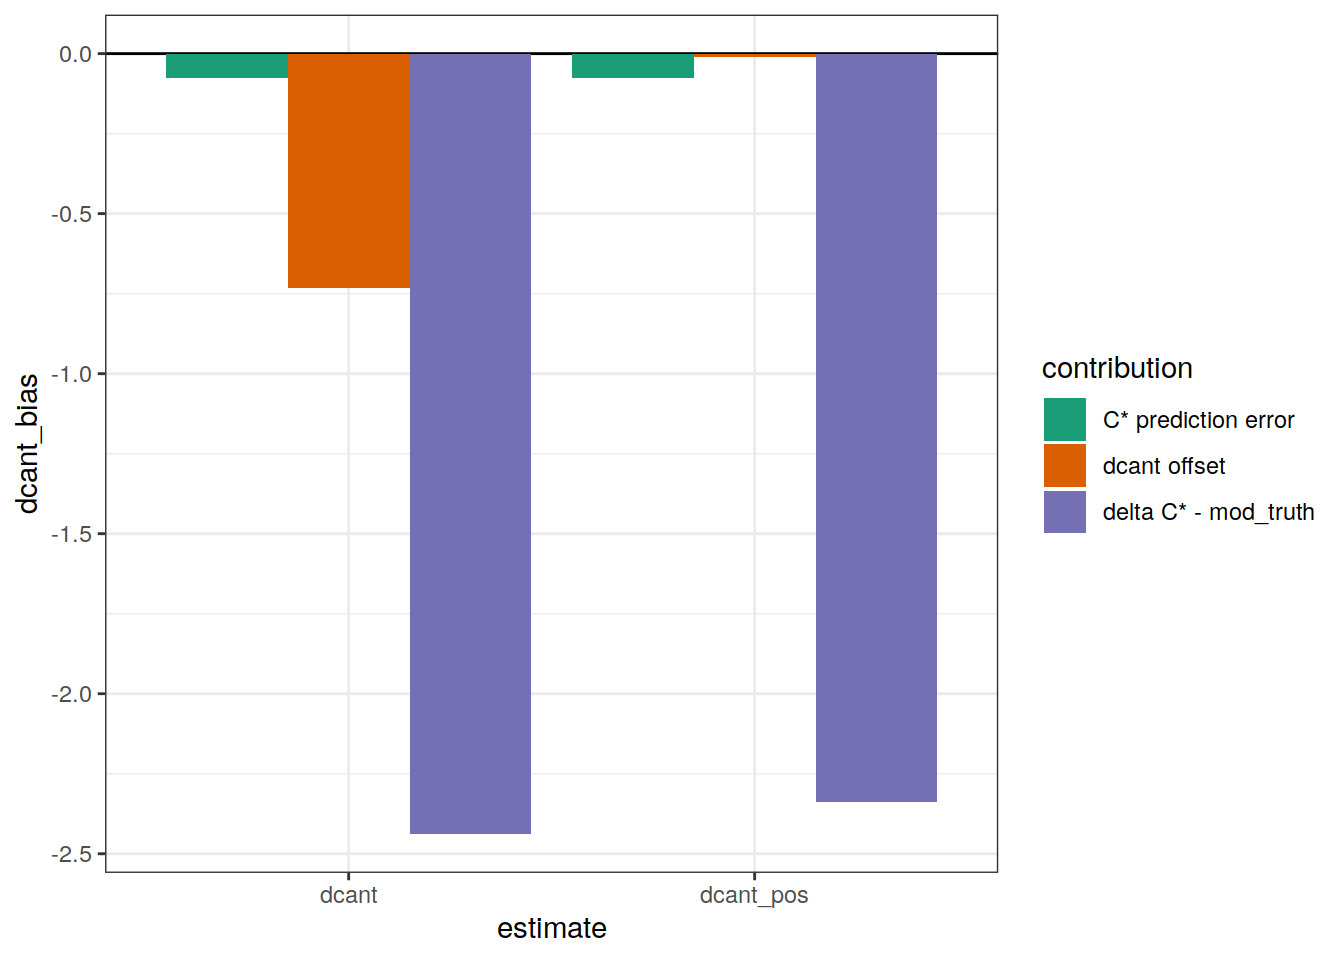 0.0
-0.5
-1.0
-1.5
-2.0
-2.5
dcant_bias
dcant
dcant_pos
estimate
contribution
C* prediction error
dcant offset
delta C* - mod_truth